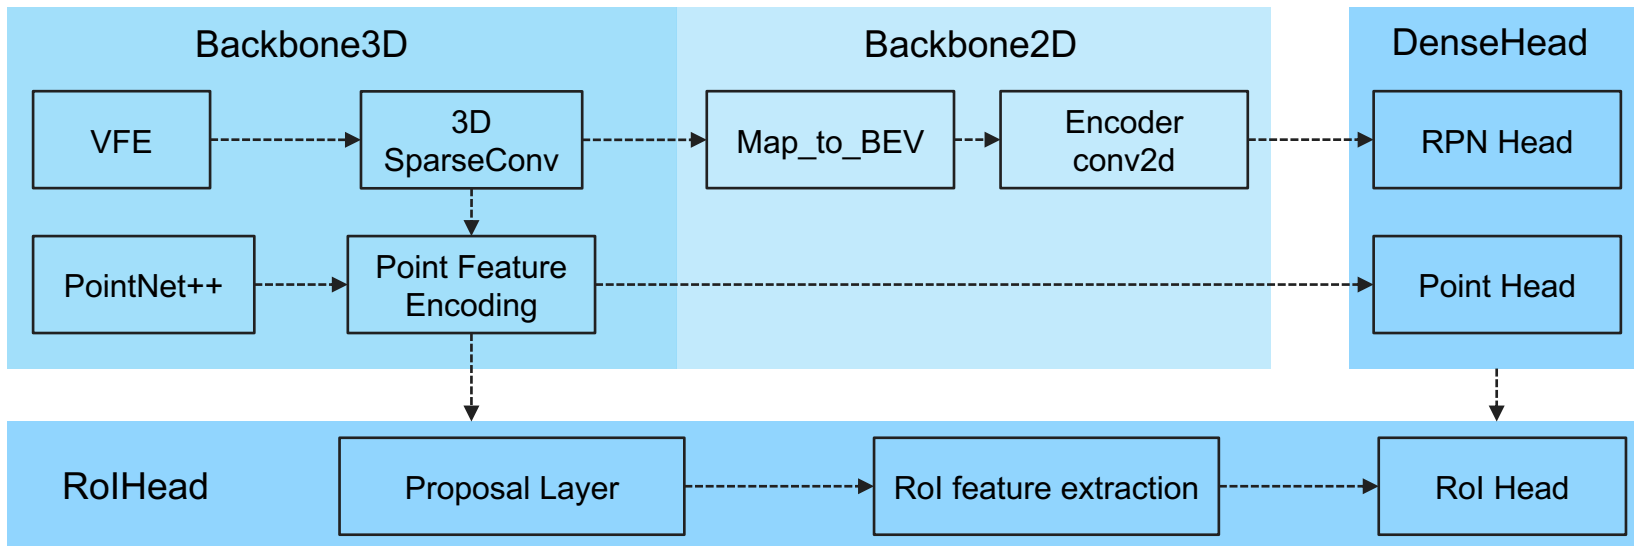 Backbone3D
Backbone2D
DenseHead
VFE
3D
SparseConv
Map_to_BEV
Encoder
conv2d
RPN Head
PointNet++
Point Feature
Encoding
Point Head
RoIHead
Proposal Layer
RoI feature extraction
RoI Head